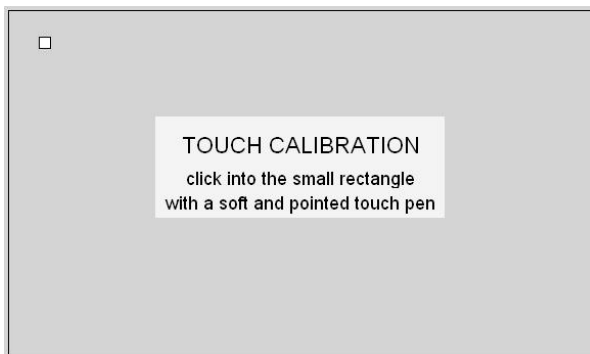 TOUCH CALIBRATION
click into the small rectangle
with a soft and pointed touch pen